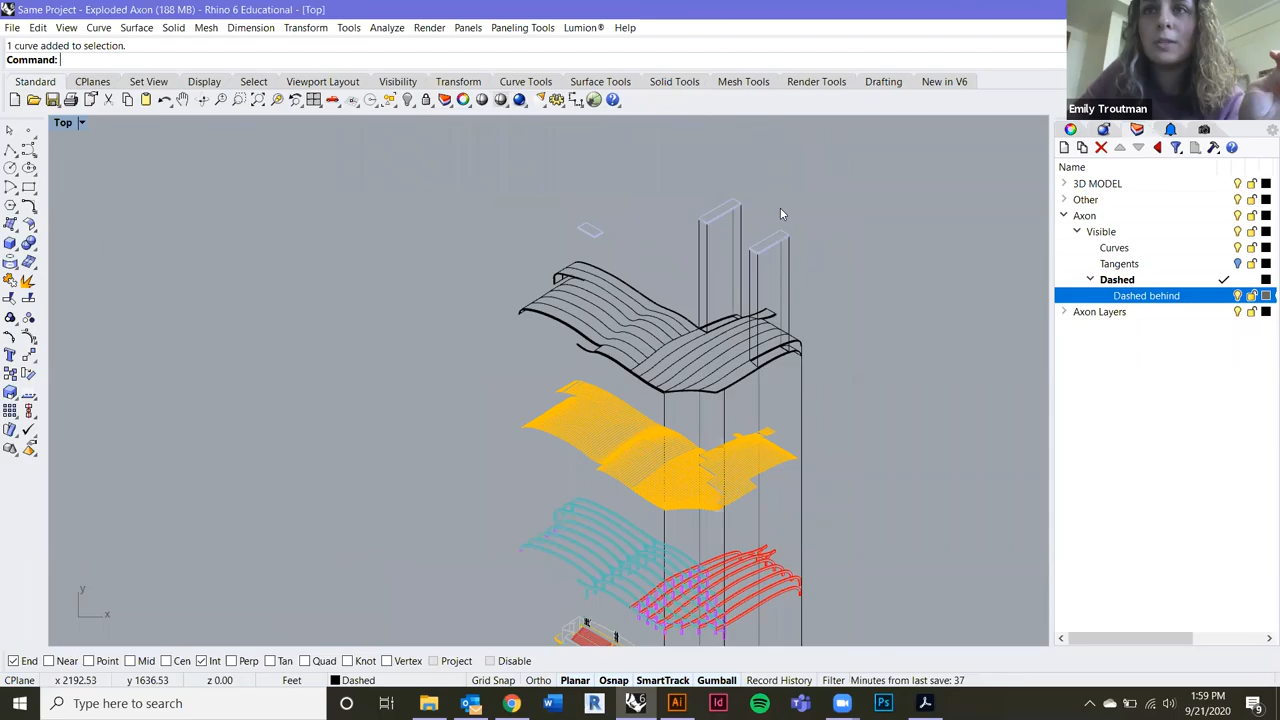 Same Project - Exploded Axon (188 MB) - Rhino 6 Educational - [Top]
File Edit View Curve Surface Solid Mesh Dimension Transform Tools Analyze Render Panels Paneling Tools Lumion® Help
1 curve added to selection.
Command:
Emily Troutman
Standard CPlanes Set View Display Select Viewport Layout Visibility Transform Curve Tools Surface Tools Solid Tools Mesh Tools Render Tools Drafting New in V6
Top
Name
3D MODEL
Other
Axon
Visible
Curves
Tangents
Dashed
Dashed behind
Axon Layers
y
x
End Near Point Mid Cen Int Perp Tan Quad Knot Vertex Project Disable
CPlane x 2192.53 y 1636.53 z 0.00 Feet Dashed Grid Snap Ortho Planar Osnap SmartTrack Gumball Record History Filter Minutes from last save: 37
Type here to search
1:59 PM
9/21/2020